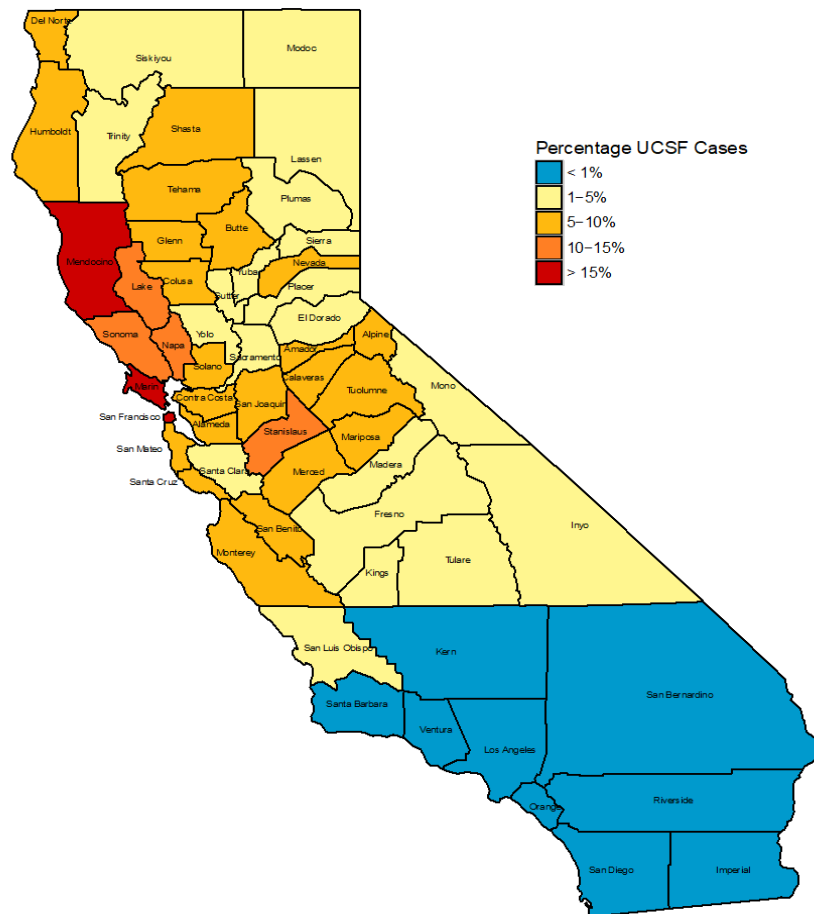 Del Norte
Siskiyou
Modoc
Humboldt
Trinity
Shasta
Lassen
Percentage UCSF Cases
< 1%
1–5%
5–10%
10–15%
> 15%
Tehama
Plumas
Butte
Glenn
Sierra
Mendocino
Nevada
Yuba
Lake
Colusa
Placer
Sutter
El Dorado
Sonoma
Napa
Yolo
Alpine
Sacramento
Amador
Solano
Calaveras
Marin
Mono
Contra Costa
San Joaquin
Tuolumne
San Francisco
Alameda
Stanislaus
Mariposa
San Mateo
Santa Clara
Merced
Madera
Santa Cruz
Fresno
San Benito
Inyo
Monterey
Tulare
Kings
San Luis Obispo
Kern
San Bernardino
Santa Barbara
Ventura
Los Angeles
Orange
Riverside
San Diego
Imperial